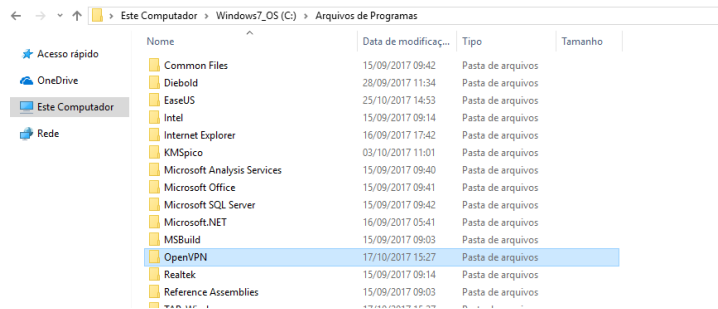 Este Computador > Windows7_OS (C:) > Arquivos de Programas
Nome Data de modificaç... Tipo Tamanho
Acesso rápido
OneDrive
Este Computador
Rede
Common Files 15/09/2017 09:42 Pasta de arquivos
Diebold 28/09/2017 11:34 Pasta de arquivos
EaseUS 25/10/2017 14:53 Pasta de arquivos
Intel 15/09/2017 09:14 Pasta de arquivos
Internet Explorer 16/09/2017 17:42 Pasta de arquivos
KMSpico 03/10/2017 11:01 Pasta de arquivos
Microsoft Analysis Services 15/09/2017 09:40 Pasta de arquivos
Microsoft Office 15/09/2017 09:41 Pasta de arquivos
Microsoft SQL Server 15/09/2017 09:42 Pasta de arquivos
Microsoft.NET 16/09/2017 05:41 Pasta de arquivos
MSBuild 15/09/2017 09:03 Pasta de arquivos
OpenVPN 17/10/2017 15:27 Pasta de arquivos
Realtek 15/09/2017 09:14 Pasta de arquivos
Reference Assemblies 15/09/2017 09:03 Pasta de arquivos